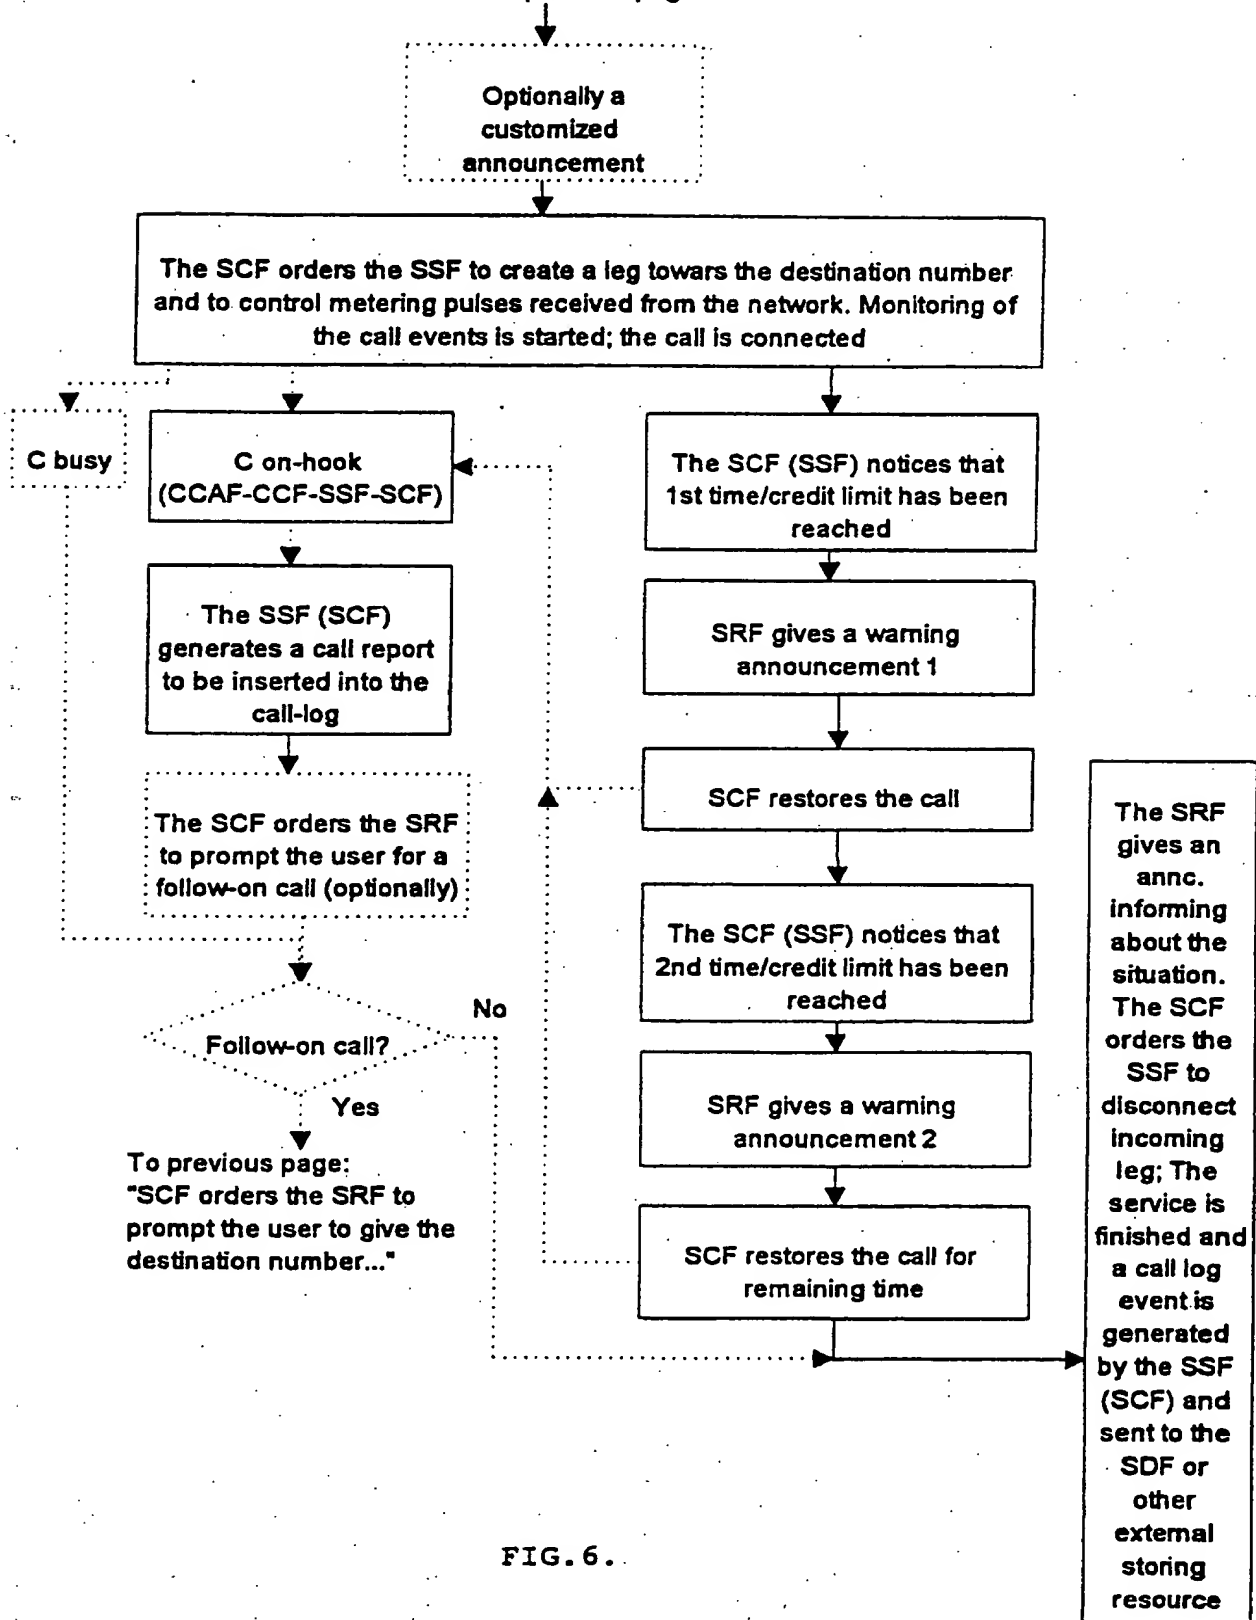 Optionally a
customized
announcement
The SCF orders the SSF to create a leg towars the destination number
and to control metering pulses received from the network. Monitoring of
the call events is started; the call is connected
C busy
C on-hook
(CCAF-CCF-SSF-SCF)
The SSF (SCF)
generates a call report
to be inserted into the
call-log
The SCF orders the SRF
to prompt the user for a
follow-on call (optionally)
Follow-on call?
No
Yes
To previous page:
"SCF orders the SRF to
prompt the user to give the
destination number..."
The SCF (SSF) notices that
1st time/credit limit has been
reached
SRF gives a warning
announcement 1
SCF restores the call
The SCF (SSF) notices that
2nd time/credit limit has been
reached
SRF gives a warning
announcement 2
SCF restores the call for
remaining time
The SRF
gives an
annc.
informing
about the
situation.
The SCF
orders the
SSF to
disconnect
incoming
leg; The
service is
finished and
a call log
event is
generated
by the SSF
(SCF) and
sent to the
SDF or
other
external
storing
resource
FIG.6.